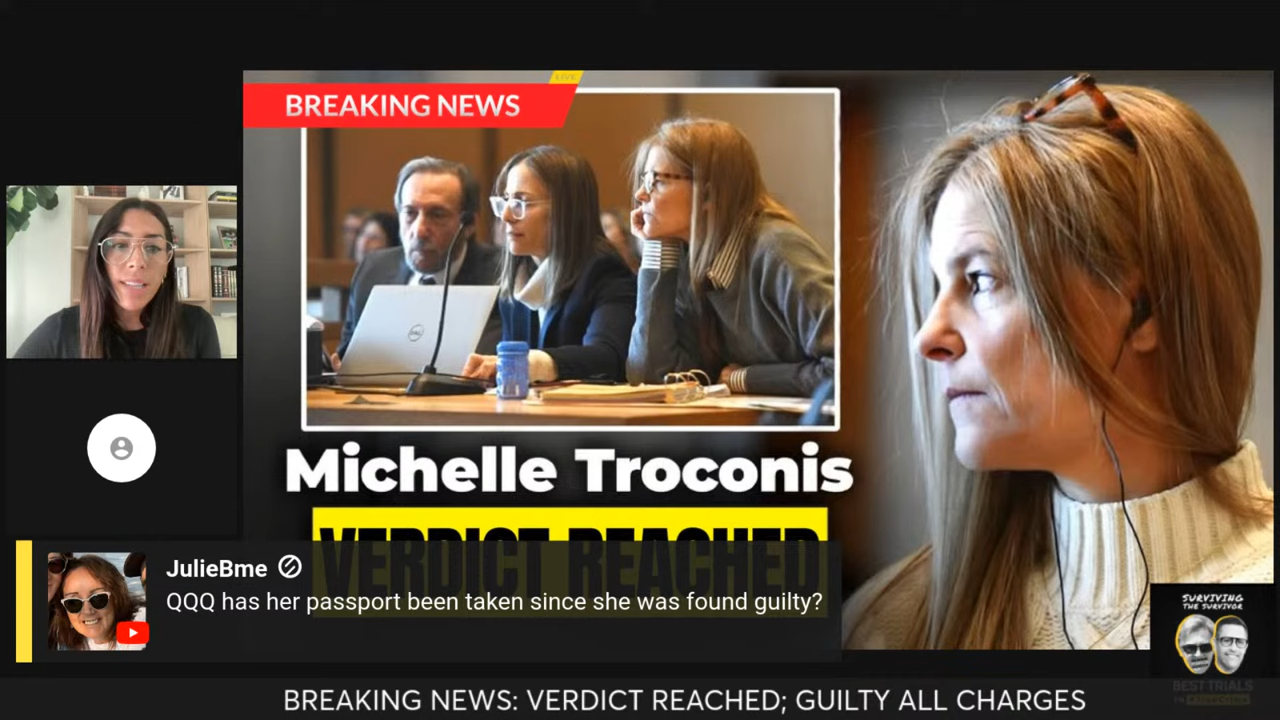 LIVE
BREAKING NEWS
DELL
Michelle Troconis
VERDICT REACHED
JulieBme
QQQ has her passport been taken since she was found guilty?
SURVIVING
THE SURVIVOR
BEST TRIALS
BREAKING NEWS: VERDICT REACHED; GUILTY ALL CHARGES